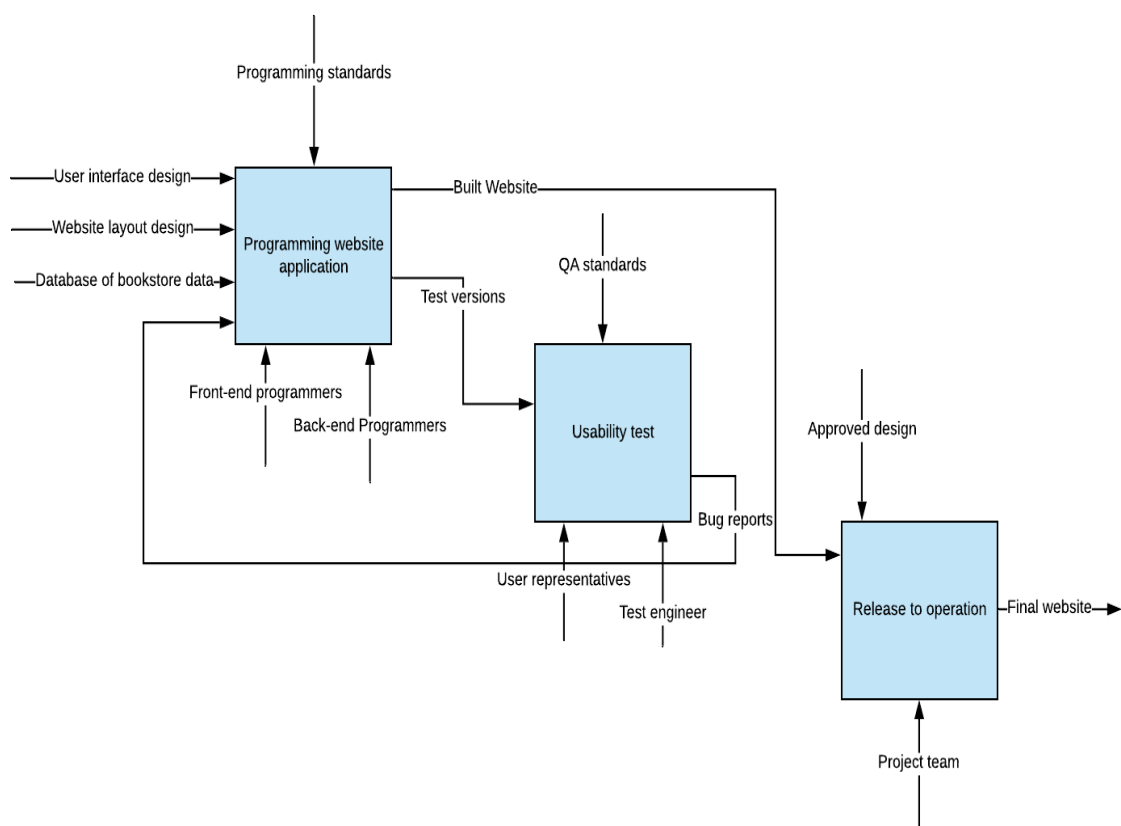 Programming standards
User interface design
Built Website
Website layout design
Programming website
application
QA standards
Database of bookstore data
Test versions
Front-end programmers
Back-end Programmers
Usability test
Approved design
Bug reports
User representatives
Test engineer
Release to operation
Final website
Project team